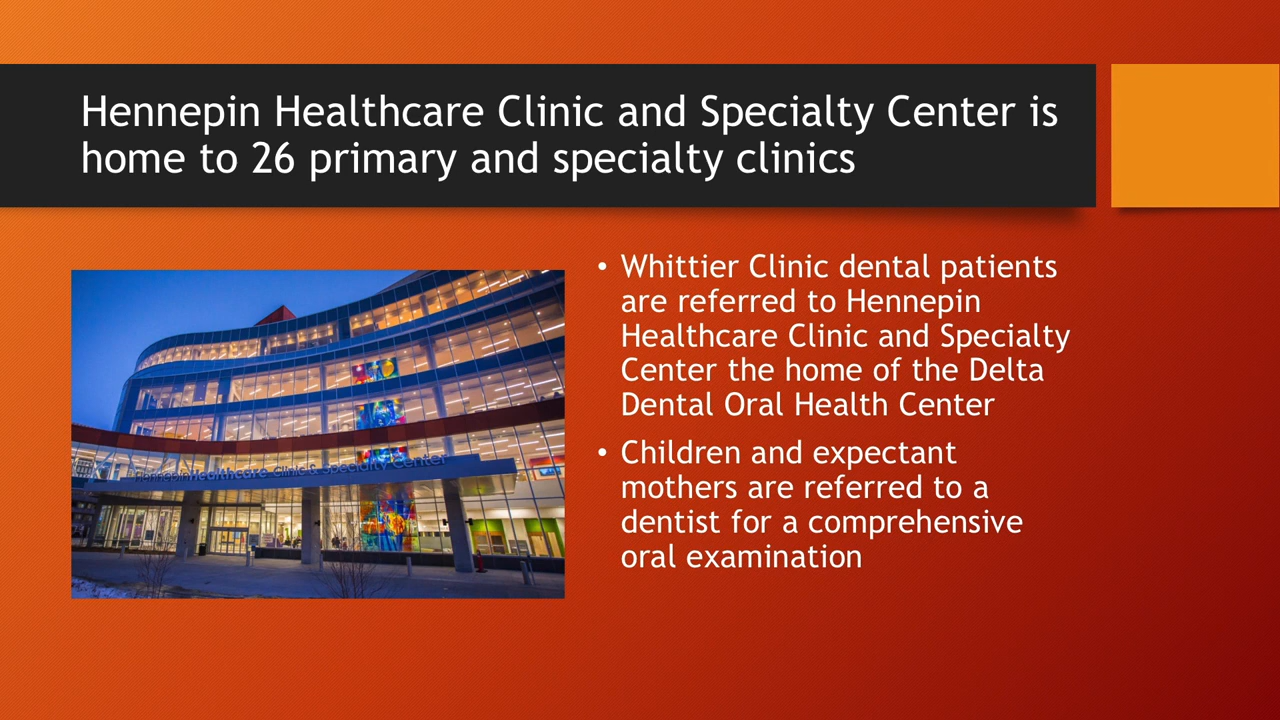 Hennepin Healthcare Clinic and Specialty Center is
home to 26 primary and specialty clinics
• Whittier Clinic dental patients
are referred to Hennepin
Healthcare Clinic and Specialty
Center the home of the Delta
Dental Oral Health Center
• Children and expectant
mothers are referred to a
dentist for a comprehensive
oral examination
Hennepin Healthcare Clinic & Specialty Center